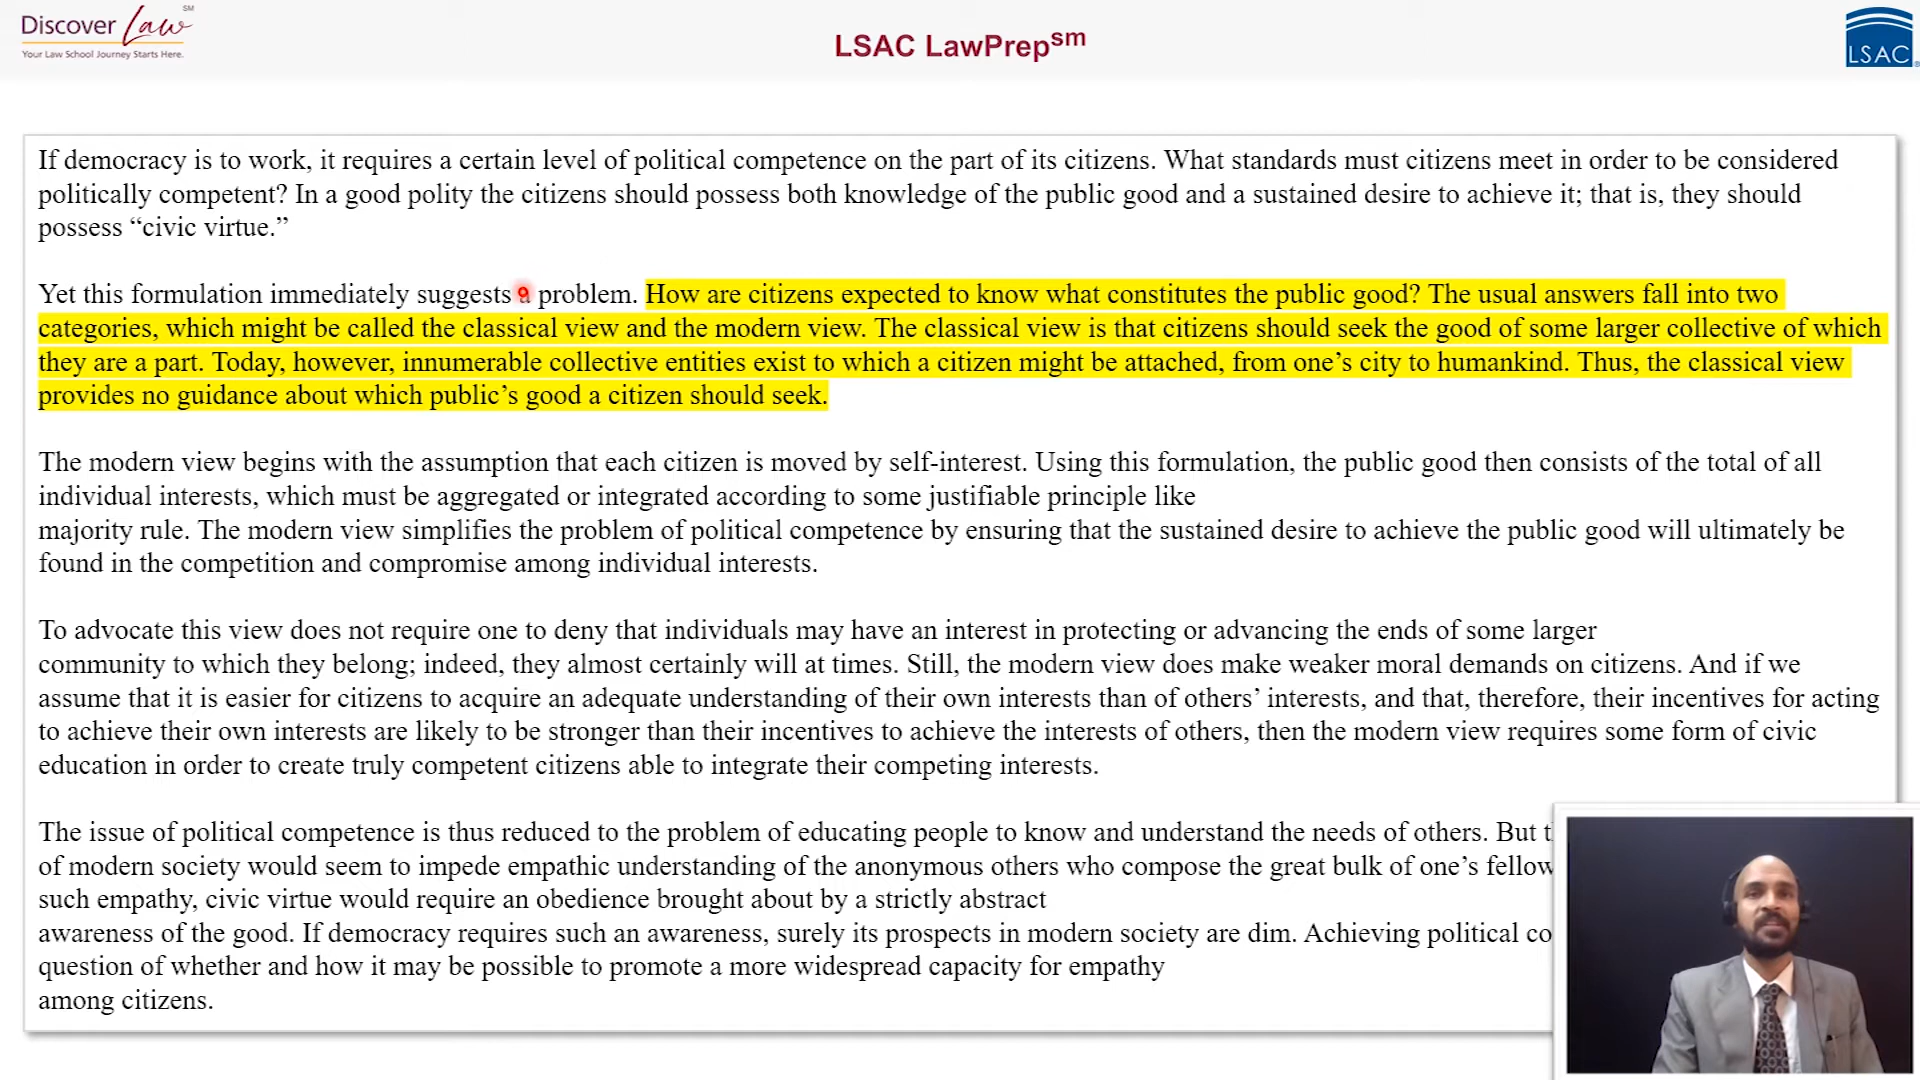 Discover Law SM
Your Law School Journey Starts Here.
LSAC LawPrepsm
LSAC
If democracy is to work, it requires a certain level of political competence on the part of its citizens. What standards must citizens meet in order to be considered
politically competent? In a good polity the citizens should possess both knowledge of the public good and a sustained desire to achieve it; that is, they should
possess “civic virtue.”
Yet this formulation immediately suggests a problem. How are citizens expected to know what constitutes the public good? The usual answers fall into two
categories, which might be called the classical view and the modern view. The classical view is that citizens should seek the good of some larger collective of which
they are a part. Today, however, innumerable collective entities exist to which a citizen might be attached, from one’s city to humankind. Thus, the classical view
provides no guidance about which public’s good a citizen should seek.
The modern view begins with the assumption that each citizen is moved by self-interest. Using this formulation, the public good then consists of the total of all
individual interests, which must be aggregated or integrated according to some justifiable principle like
majority rule. The modern view simplifies the problem of political competence by ensuring that the sustained desire to achieve the public good will ultimately be
found in the competition and compromise among individual interests.
To advocate this view does not require one to deny that individuals may have an interest in protecting or advancing the ends of some larger
community to which they belong; indeed, they almost certainly will at times. Still, the modern view does make weaker moral demands on citizens. And if we
assume that it is easier for citizens to acquire an adequate understanding of their own interests than of others’ interests, and that, therefore, their incentives for acting
to achieve their own interests are likely to be stronger than their incentives to achieve the interests of others, then the modern view requires some form of civic
education in order to create truly competent citizens able to integrate their competing interests.
The issue of political competence is thus reduced to the problem of educating people to know and understand the needs of others. But
of modern society would seem to impede empathic understanding of the anonymous others who compose the great bulk of one’s fellow
such empathy, civic virtue would require an obedience brought about by a strictly abstract
awareness of the good. If democracy requires such an awareness, surely its prospects in modern society are dim. Achieving political
question of whether and how it may be possible to promote a more widespread capacity for empathy
among citizens.